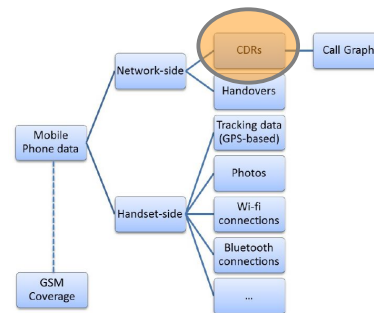 CDRs
Call Graph
Network-side
Handovers
Mobile
Phone data
Tracking data
(GPS-based)
Photos
Handset-side
Wi-fi
connections
Bluetooth
connections
GSM
Coverage
...